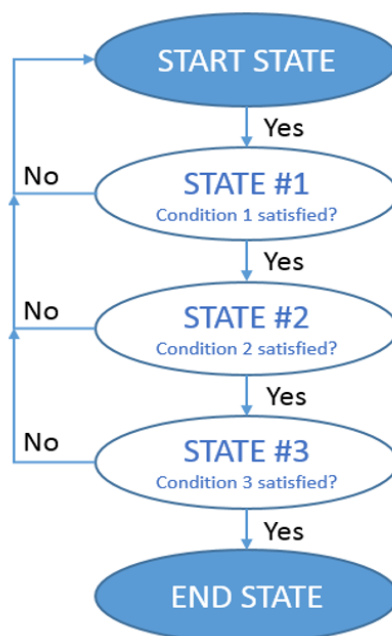 START STATE
Yes
No
STATE #1
Condition 1 satisfied?
Yes
No
STATE #2
Condition 2 satisfied?
Yes
No
STATE #3
Condition 3 satisfied?
Yes
END STATE